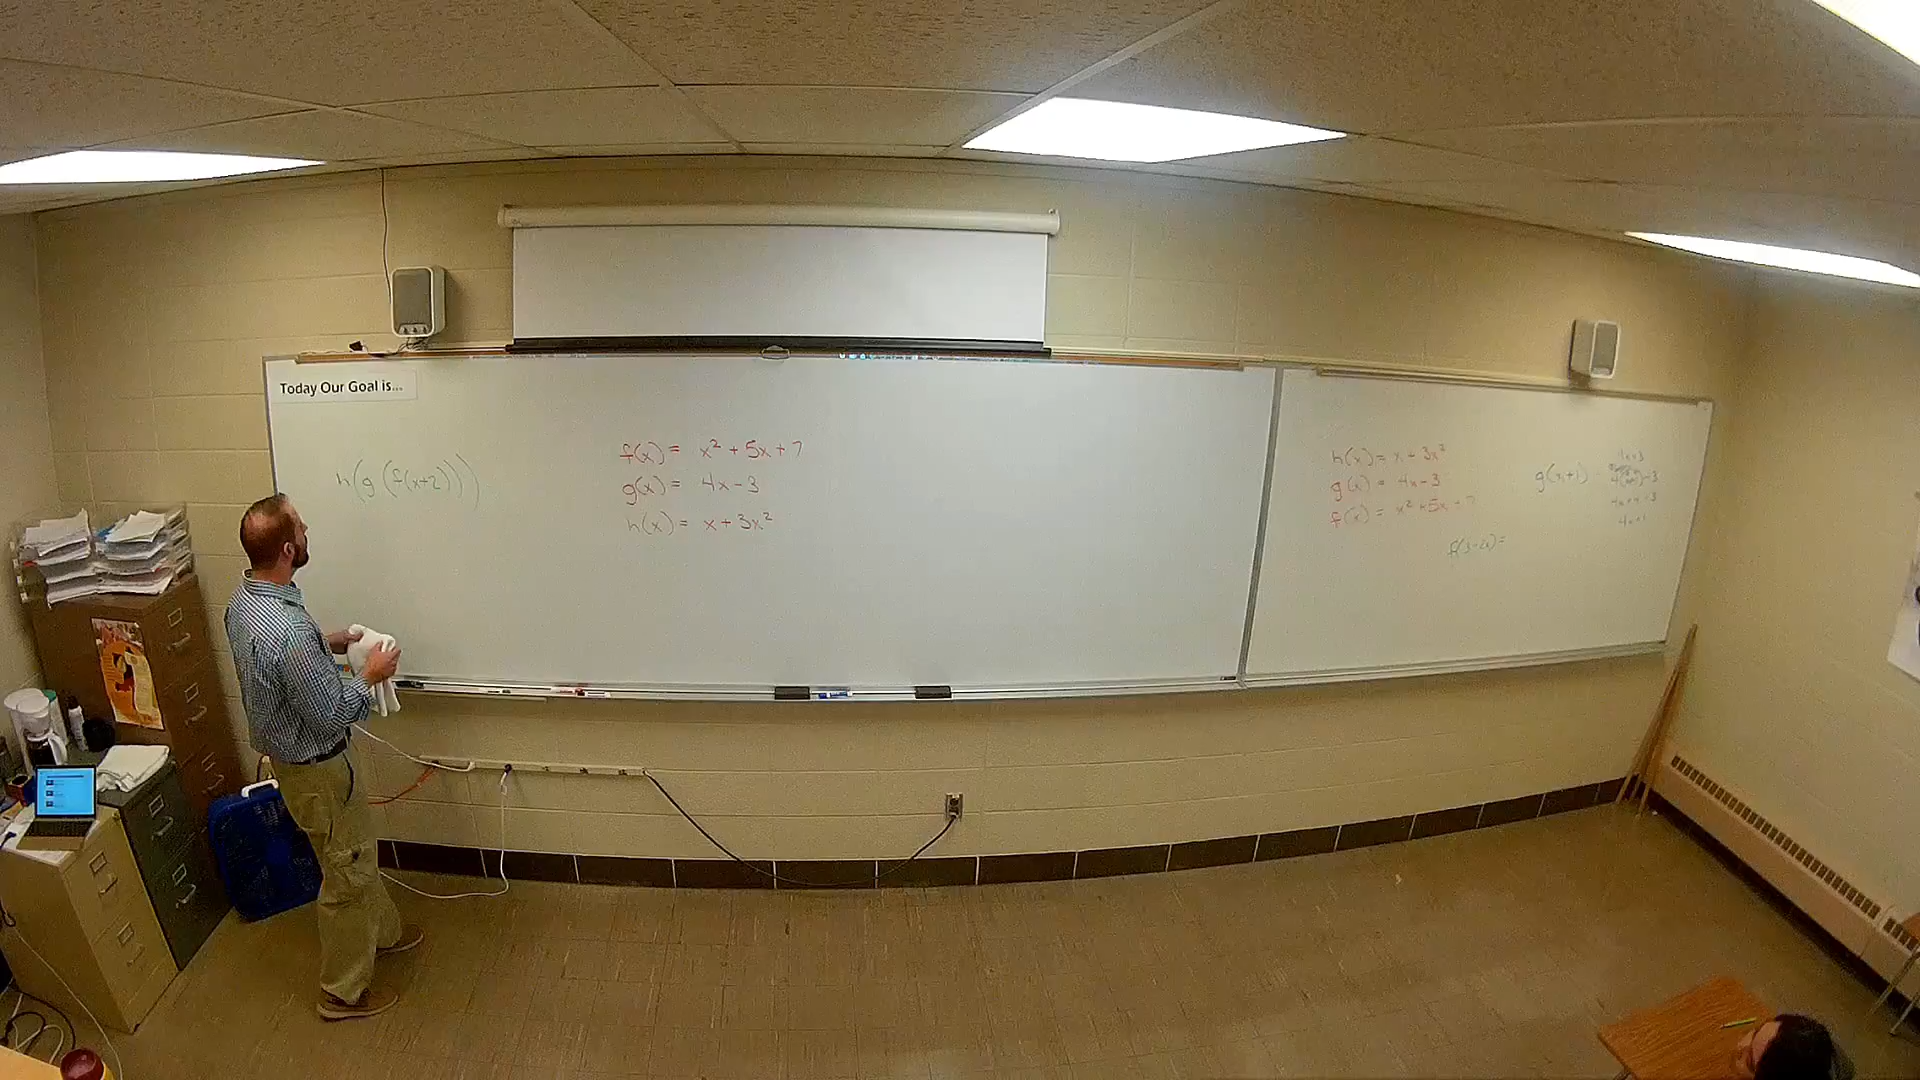 Today Our Goal is...
h(g(f(x+2)))
f(x) = x² + 5x + 7
g(x) = 4x - 3
h(x) = x + 3x²
h(x) = x + 3x²
g(x) = 4x - 3
f(x) = x² + 5x + 7
g(x+1)
4x+4-3
4x+1